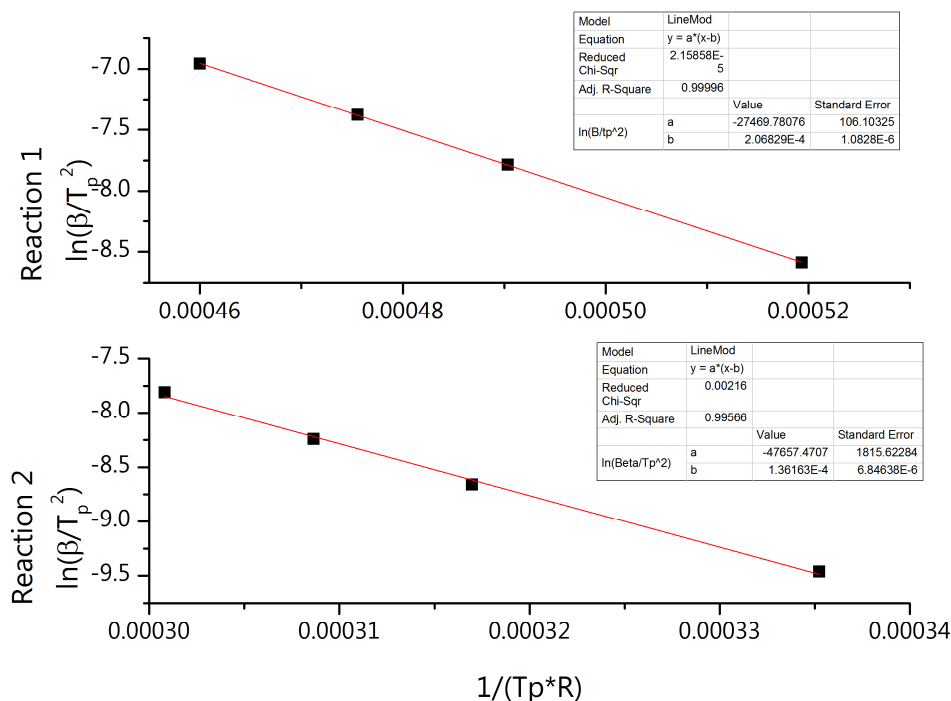 Reaction 1
ln(β/Tp²)
-7.0
-7.5
-8.0
-8.5
0.00046 0.00048 0.00050 0.00052
Model LineMod
Equation y = a*(x-b)
Reduced Chi-Sqr 2.15858E-5
Adj. R-Square 0.99996
Value Standard Error
ln(B/tp^2) a -27469.78076 106.10325
b 2.06829E-4 1.0828E-6
Reaction 2
ln(β/Tp²)
-7.5
-8.0
-8.5
-9.0
-9.5
0.00030 0.00031 0.00032 0.00033 0.00034
Model LineMod
Equation y = a*(x-b)
Reduced Chi-Sqr 0.00216
Adj. R-Square 0.99566
Value Standard Error
ln(Beta/Tp^2) a -47657.4707 1815.62284
b 1.36163E-4 6.84638E-6
1/(Tp*R)